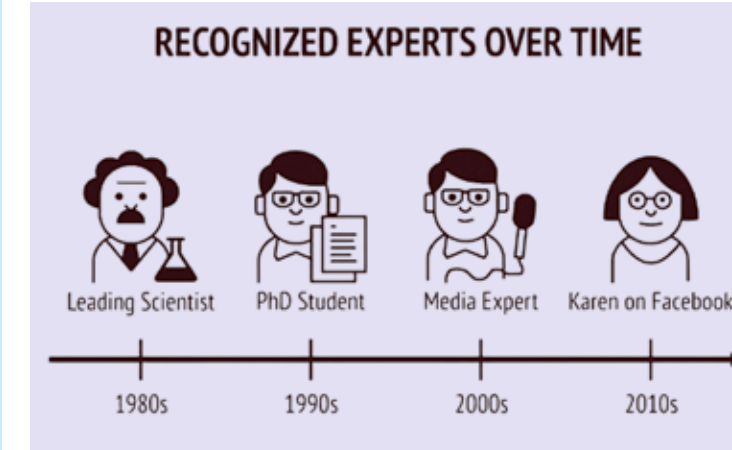 RECOGNIZED EXPERTS OVER TIME
Leading Scientist
PhD Student
Media Expert
Karen on Facebook
1980s
1990s
2000s
2010s